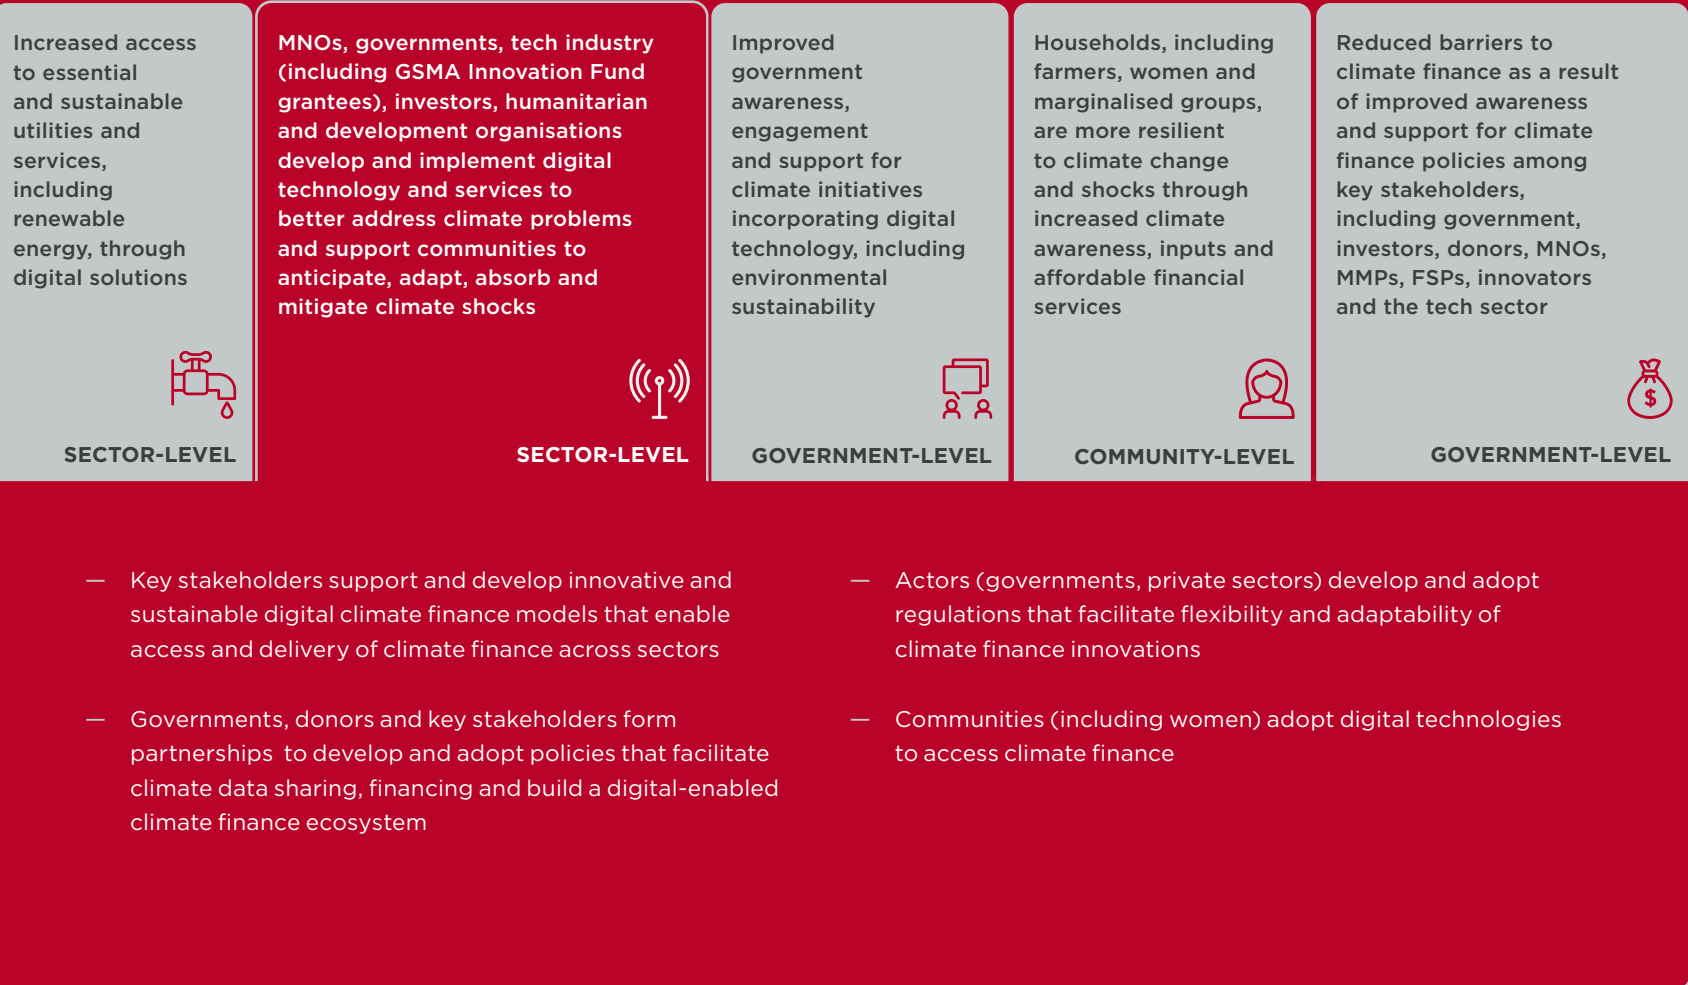 Increased access
to essential
and sustainable
utilities and
services,
including
renewable
energy, through
digital solutions
SECTOR-LEVEL
MNOs, governments, tech industry
(including GSMA Innovation Fund
grantees), investors, humanitarian
and development organisations
develop and implement digital
technology and services to
better address climate problems
and support communities to
anticipate, adapt, absorb and
mitigate climate shocks
SECTOR-LEVEL
Improved
government
awareness,
engagement
and support for
climate initiatives
incorporating digital
technology, including
environmental
sustainability
GOVERNMENT-LEVEL
Households, including
farmers, women and
marginalised groups,
are more resilient
to climate change
and shocks through
increased climate
awareness, inputs and
affordable financial
services
COMMUNITY-LEVEL
Reduced barriers to
climate finance as a result
of improved awareness
and support for climate
finance policies among
key stakeholders,
including government,
investors, donors, MNOs,
MMPs, FSPs, innovators
and the tech sector
$
GOVERNMENT-LEVEL
— Key stakeholders support and develop innovative and
sustainable digital climate finance models that enable
access and delivery of climate finance across sectors
— Governments, donors and key stakeholders form
partnerships to develop and adopt policies that facilitate
climate data sharing, financing and build a digital-enabled
climate finance ecosystem
— Actors (governments, private sectors) develop and adopt
regulations that facilitate flexibility and adaptability of
climate finance innovations
— Communities (including women) adopt digital technologies
to access climate finance